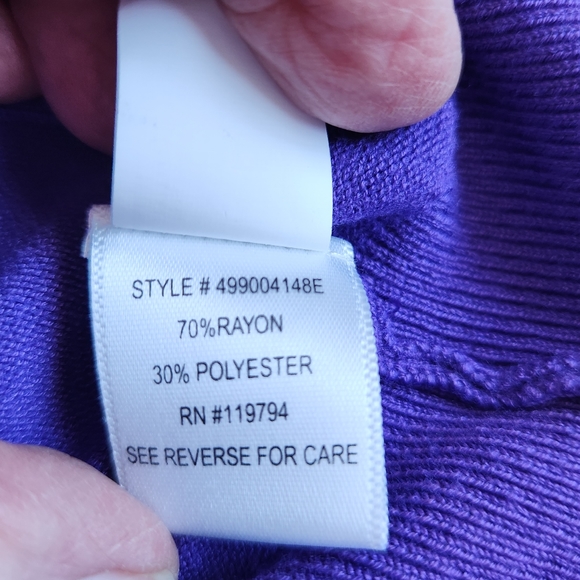 STYLE # 499004148E
70%RAYON
30% POLYESTER
RN #119794
SEE REVERSE FOR CARE